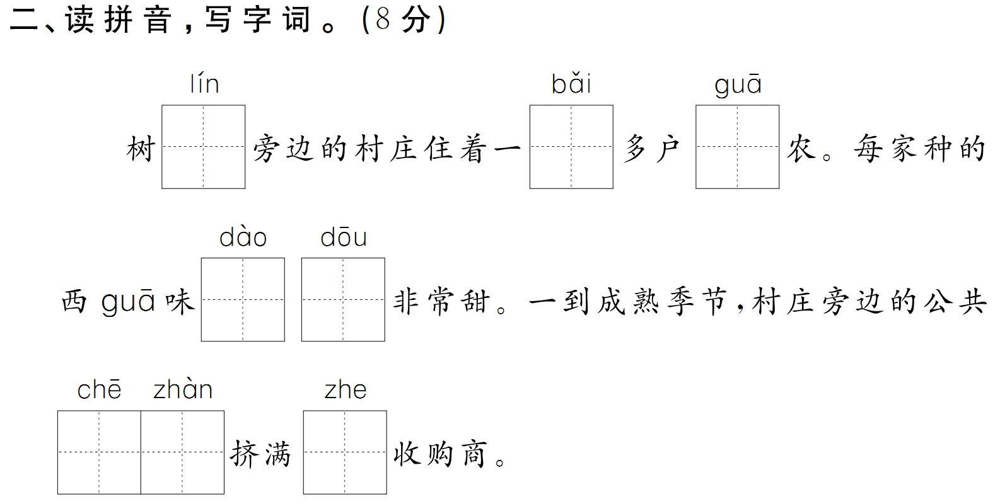 二、读拼音,写字词。(8分)
lín bǎi guā
树 旁边的村庄住着一 多户 农。每家种的
dào dōu
西 guā 味 非常甜。一到成熟季节,村庄旁边的公共
chē zhàn zhe
挤满 收购商。